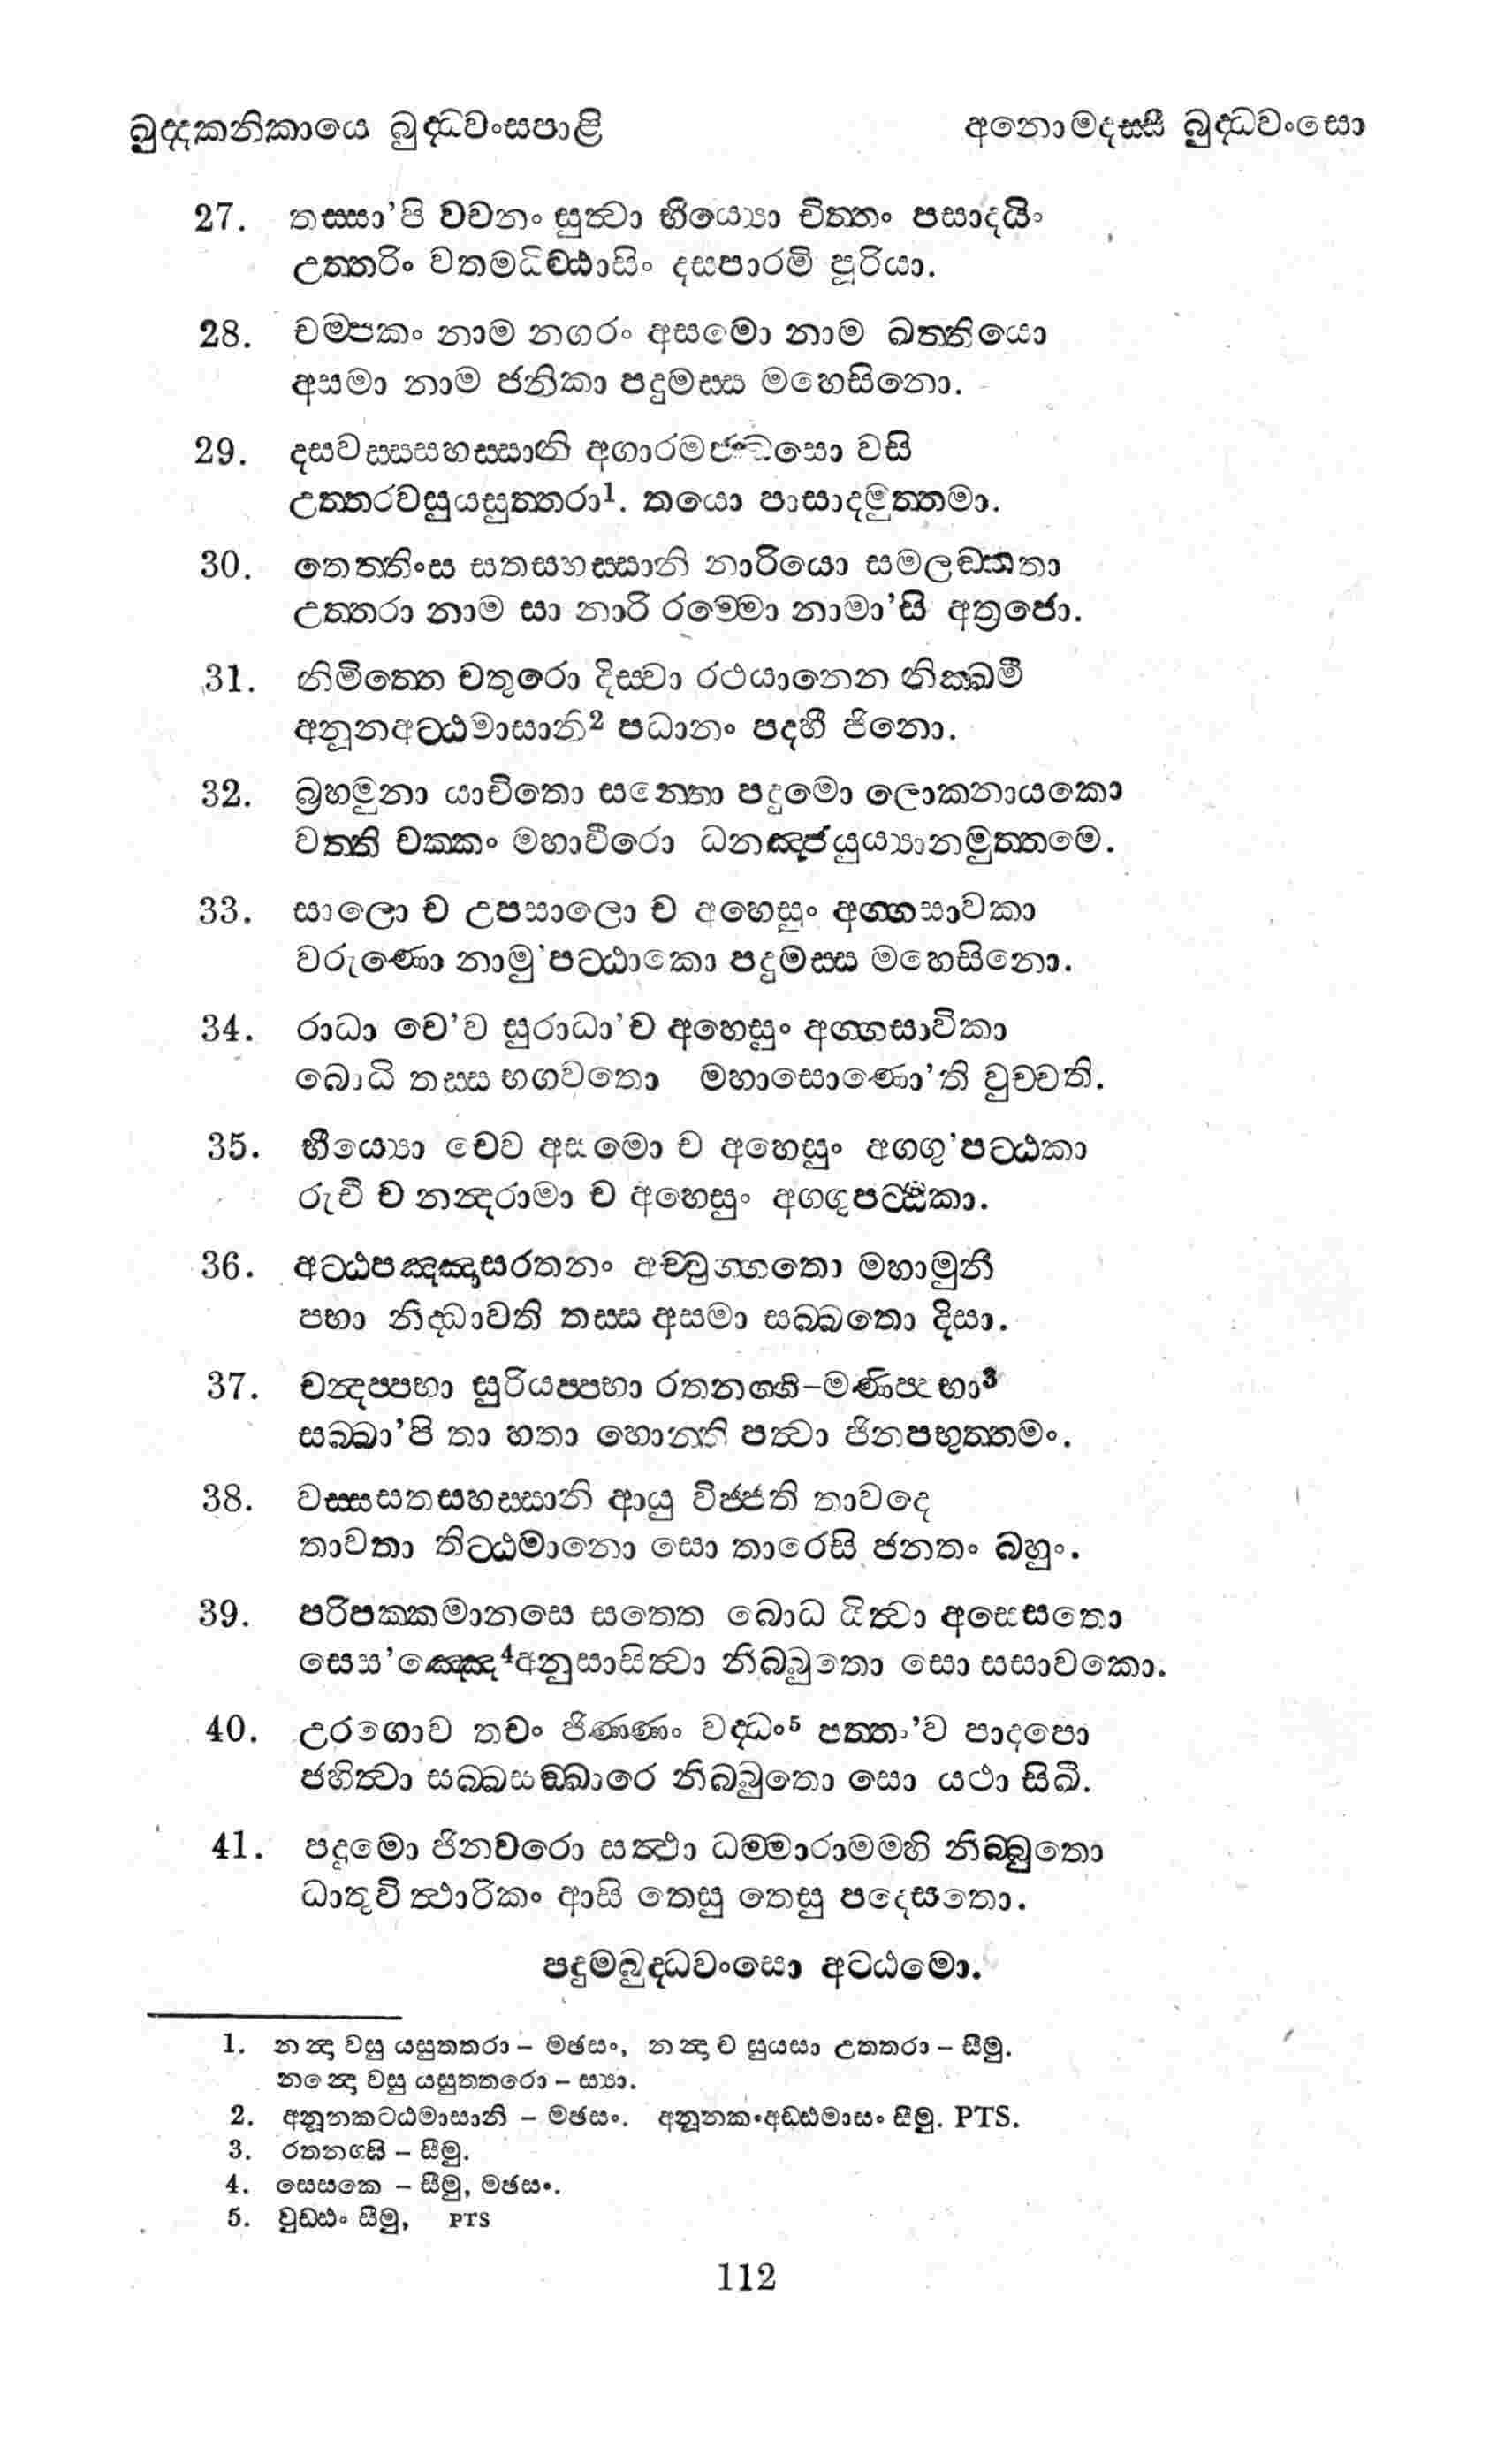 ඛුද්දකනිකායෙ බුද්ධවංසපාළි
අනොමදස්සී බුද්ධවංසො
27. තස්සා’පි වචනං සුත්‍වා භීය්‍යො චිත්තං පසාදයිං
උත්තරිං වතමධිට්ඨාසිං දසපාරමි පූරියා.
28. චම්පකං නාම නගරං අසමො නාම ඛත්තියො
අසමා නාම ජනිකා පදුමස්ස මහෙසිනො.
29. දසවස්සසහස්සානි අගාරමජ්ඣසො වසි
උත්තරවසුයසුත්තරා1. තයො පාසාදමුත්තමා.
30. තෙත්තිංස සතසහස්සානි නාරියො සමලඞ්කතා
උත්තරා නාම සා නාරි රම්මො නාමා’සි අත්‍රජො.
31. නිමිත්තෙ චතුරො දිස්වා රථයානෙන නික්ඛමී
අනූනඅට්ඨමාසානි2 පධානං පදහී ජිනො.
32. බ්‍රහ්මුනා යාචිතො සන්තො පදුමො ලොකනායකො
වත්ති චක්කං මහාවීරො ධනඤ්ජයුය්‍යානමුත්තමෙ.
33. සාලො ච උපසාලො ච අහෙසුං අග්ගසාවකා
වරුණො නාමු’පට්ඨාකො පදුමස්ස මහෙසිනො.
34. රාධා චෙ’ව සුරාධා’ච අහෙසුං අග්ගසාවිකා
බොධි තස්ස භගවතො මහාසොණො’ති වුච්චති.
35. භීය්‍යො චෙව අසමො ච අහෙසුං අග්ගු’පට්ඨකා
රුචි ච නන්දරාමා ච අහෙසුං අග්ගුපට්ඨිකා.
36. අට්ඨපඤ්ඤාසරතනං අච්චුග්ගතො මහාමුනී
පභා නිද්ධාවති තස්ස අසමා සබ්බතො දිසා.
37. චන්දප්පභා සුරියප්පභා රතනග්ගි-මණිප්පභා3
සබ්බා’පි තා හතා හොන්ති පත්‍වා ජිනපභුත්තමං.
38. වස්සසතසහස්සානි ආයු විජ්ජති තාවදෙ
තාවතා තිට්ඨමානො සො තාරෙසි ජනතං බහුං.
39. පරිපක්කමානසෙ සත්තෙ බොධ යිත්‍වා අසෙසතො
සෙස’ඤ්ඤෙ4අනුසාසිත්‍වා නිබ්බුතො සො සසාවකො.
40. උරගොව තචං ජිණ්ණං වද්ධං5 පත්තං’ව පාදපො
ජහිත්‍වා සබ්බසඞ්ඛාරෙ නිබ්බුතො සො යථා සිඛී.
41. පදුමො ජිනවරො සත්‍ථා ධම්මාරාමම්හි නිබ්බුතො
ධාතුවි ත්‍ථාරිකං ආසි තෙසු තෙසු පදෙසතො.
පදුමබුද්ධවංසො අට්ඨමො.
1. නන්‍දා වසු යසුත්තරා – මඡසං, නන්‍දා ච සුයසා උත්තරා – සීමු.
නන්‍දො වසු යසුත්තරො – ස්‍යා.
2. අනූනකට්ඨමාසානි – මඡසං. අනූනකංඅඩ්ඪමාසං සීමු. PTS.
3. රතනග්ඝි – සීමු.
4. සෙසකෙ – සීමු, මඡසං.
5. වුඩ්ඪං සීමු, PTS
112